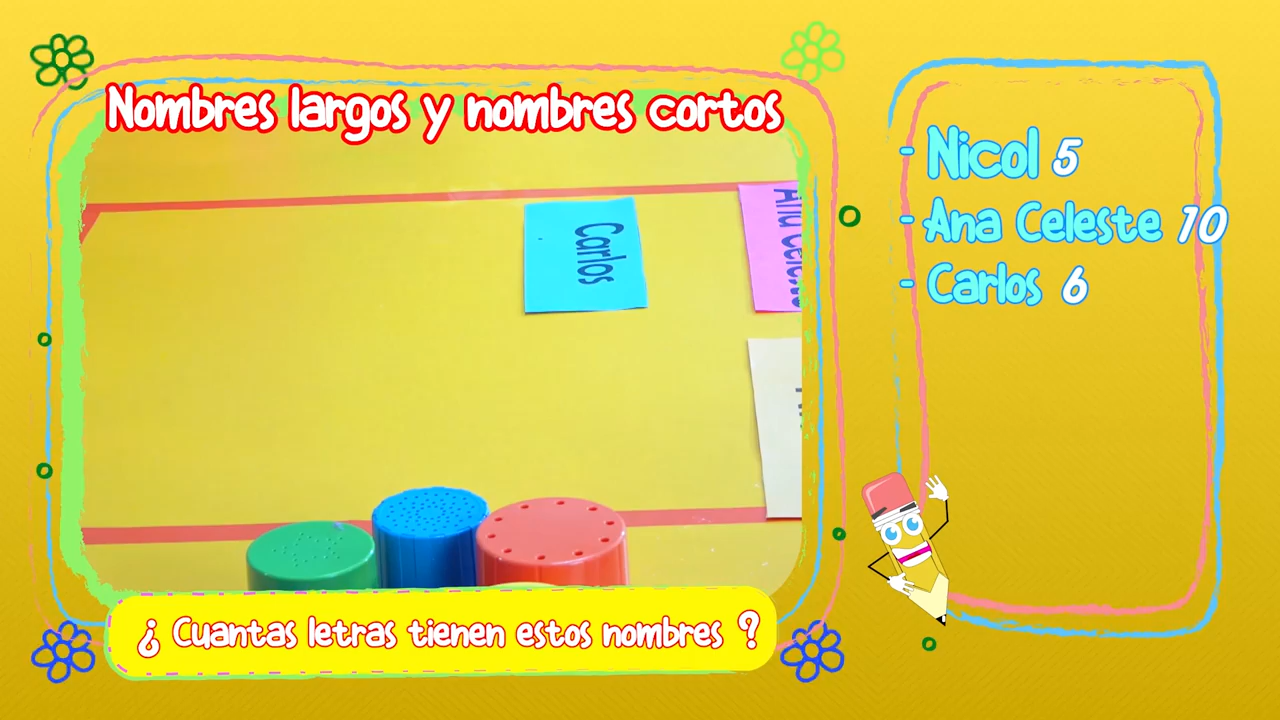 Nombres largos y nombres cortos
Carlos
- Nicol 5
- Ana Celeste 10
- Carlos 6
¿ Cuantas letras tienen estos nombres ?